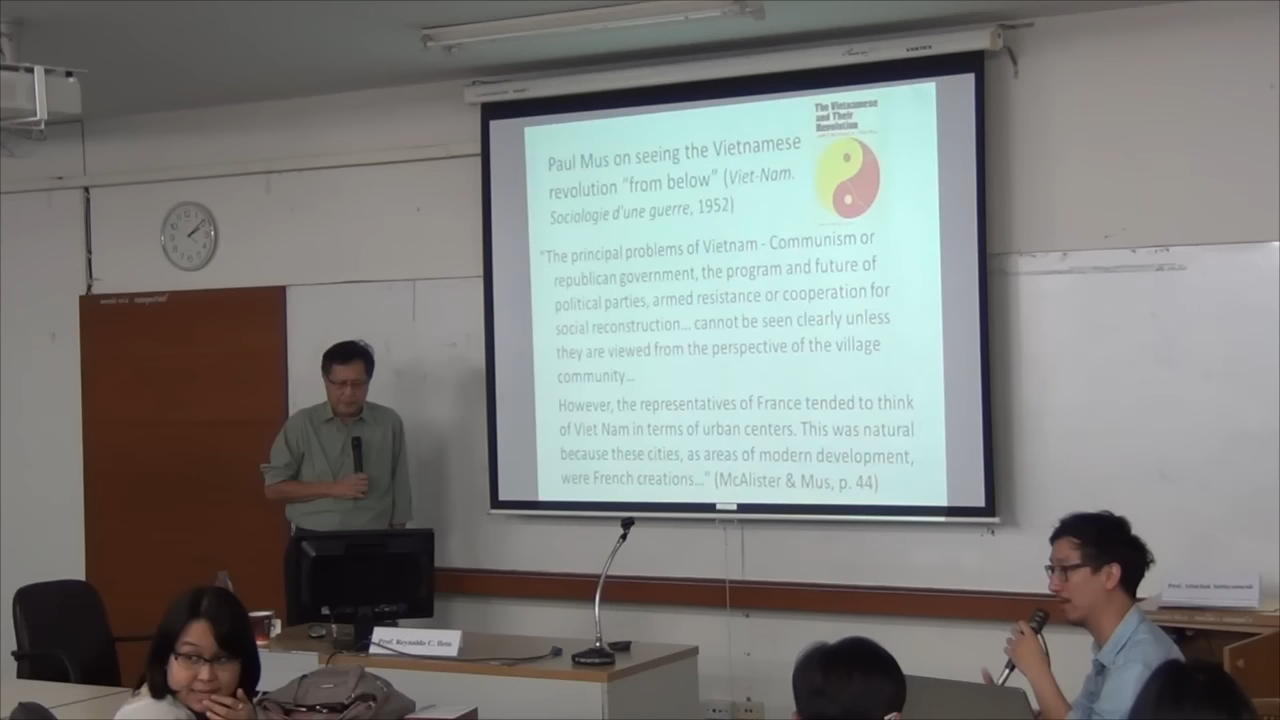 The Vietnamese
and Their
Revolution
Paul Mus on seeing the Vietnamese
revolution “from below” (Viet-Nam.
Sociologie d'une guerre, 1952)
"The principal problems of Vietnam - Communism or
republican government, the program and future of
political parties, armed resistance or cooperation for
social reconstruction... cannot be seen clearly unless
they are viewed from the perspective of the village
community...
However, the representatives of France tended to think
of Viet Nam in terms of urban centers. This was natural
because these cities, as areas of modern development,
were French creations..." (McAlister & Mus, p. 44)
Prof. Reynaldo C. Ileto
Prof.